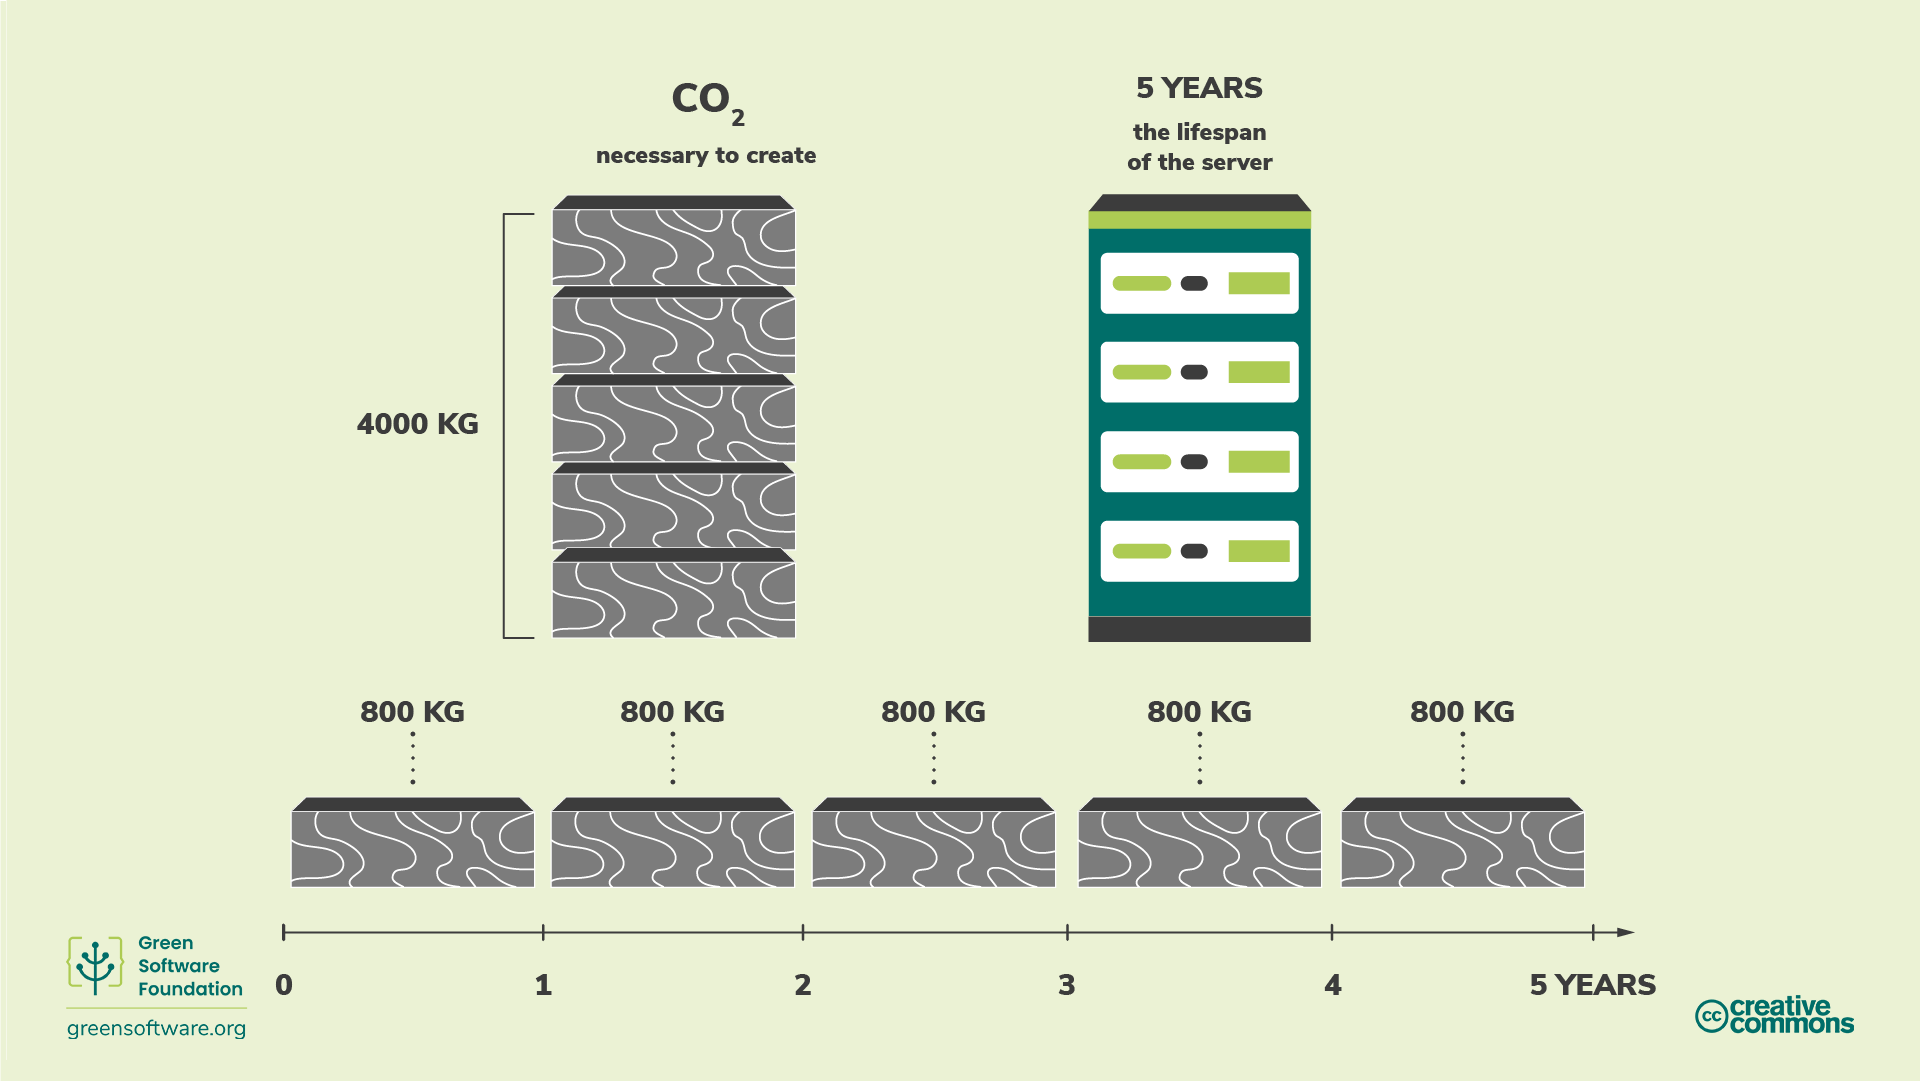 CO2
necessary to create
5 YEARS
the lifespan
of the server
4000 KG
800 KG
800 KG
800 KG
800 KG
800 KG
0
1
2
3
4
5 YEARS
Green
Software
Foundation
greensoftware.org
cc creative
commons